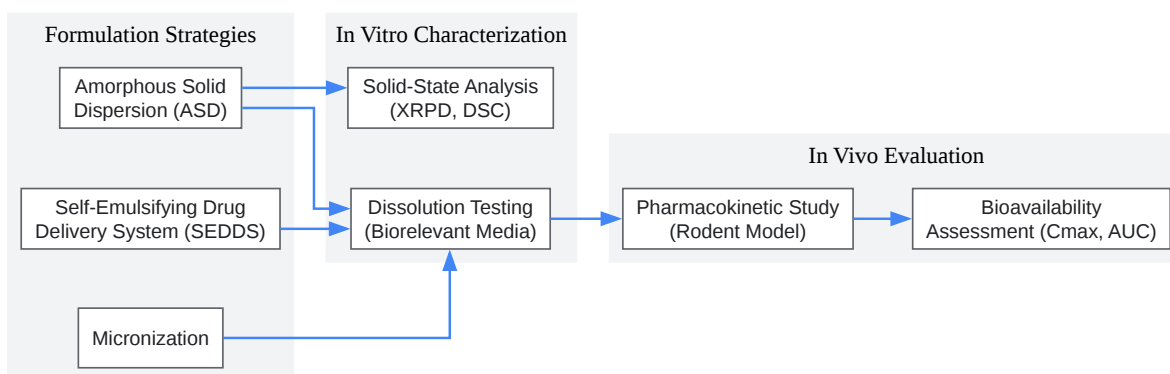 Formulation Strategies
Amorphous Solid
Dispersion (ASD)
Self-Emulsifying Drug
Delivery System (SEDDS)
Micronization
In Vitro Characterization
Solid-State Analysis
(XRPD, DSC)
Dissolution Testing
(Biorelevant Media)
In Vivo Evaluation
Pharmacokinetic Study
(Rodent Model)
Bioavailability
Assessment (Cmax, AUC)